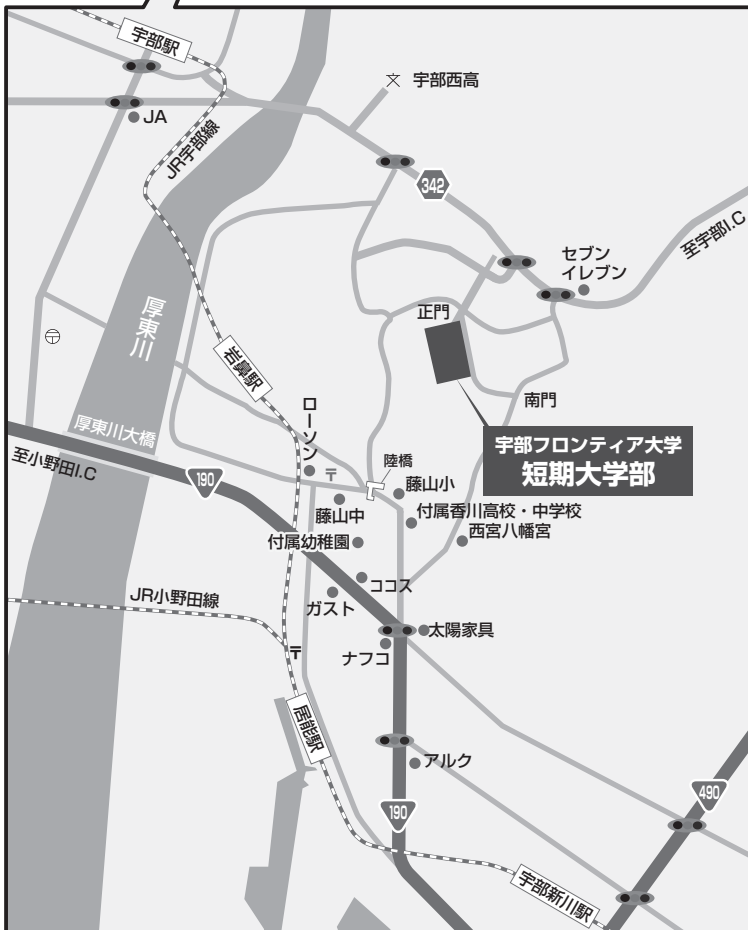 宇部駅
文 宇部西高
JA
JR宇部線
342
至宇部I.C
セブン
イレブン
正門
厚東川
岩鼻駅
南門
ローソン
厚東川大橋
至小野田I.C
190
〒
陸橋
宇部フロンティア大学
短期大学部
藤山小
藤山中
付属香川高校・中学校
付属幼稚園
西宮八幡宮
ココス
ガスト
JR小野田線
太陽家具
ナフコ
〒
居能駅
アルク
190
490
宇部新川駅